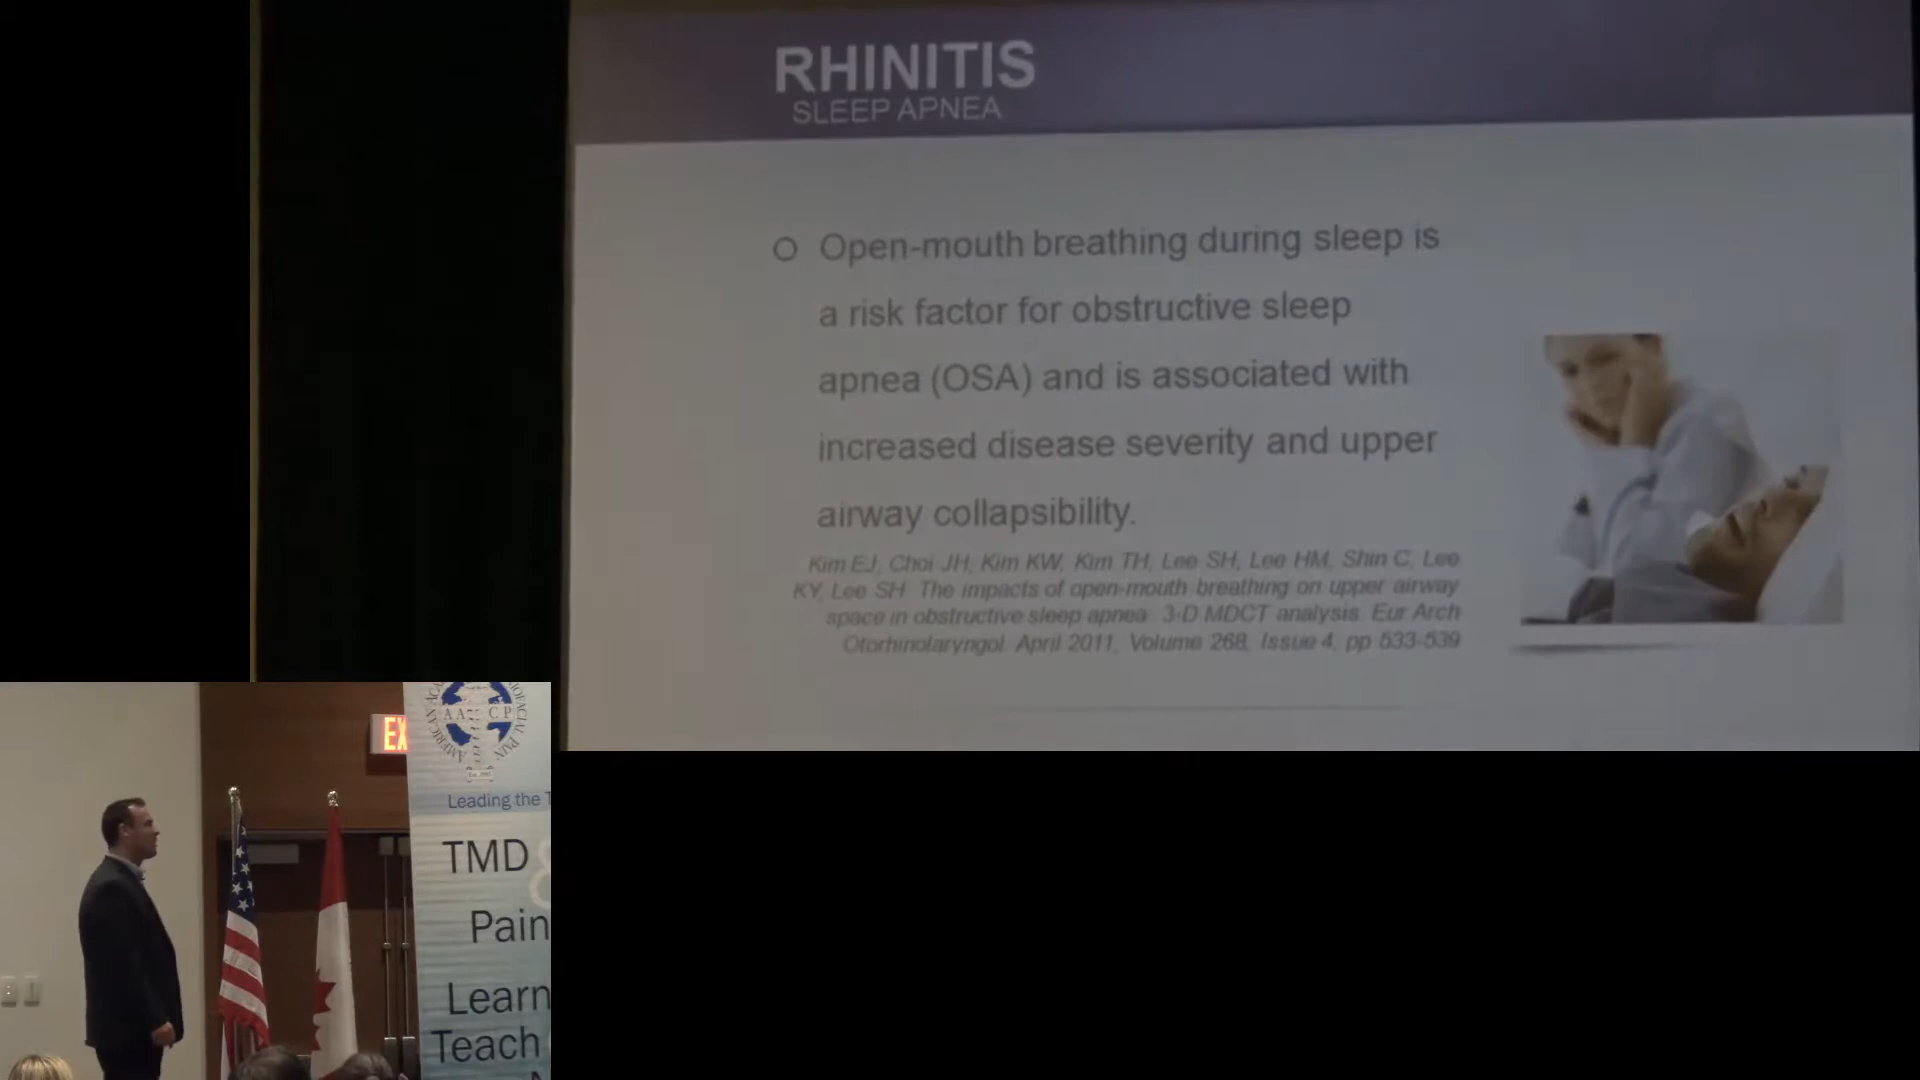 RHINITIS
SLEEP APNEA
Open-mouth breathing during sleep is
a risk factor for obstructive sleep
apnea (OSA) and is associated with
increased disease severity and upper
airway collapsibility.
Kim EJ, Choi JH, Kim KW, Kim TH, Lee SH, Lee HM, Shin C, Lee
KY, Lee SH. The impacts of open-mouth breathing on upper airway
space in obstructive sleep apnea: 3-D MDCT analysis. Eur Arch
Otorhinolaryngol. April 2011, Volume 268, Issue 4, pp 533-539
EX
AMERICAN
PAIN
Leading the
TMD &
Pain
Learn
Teach